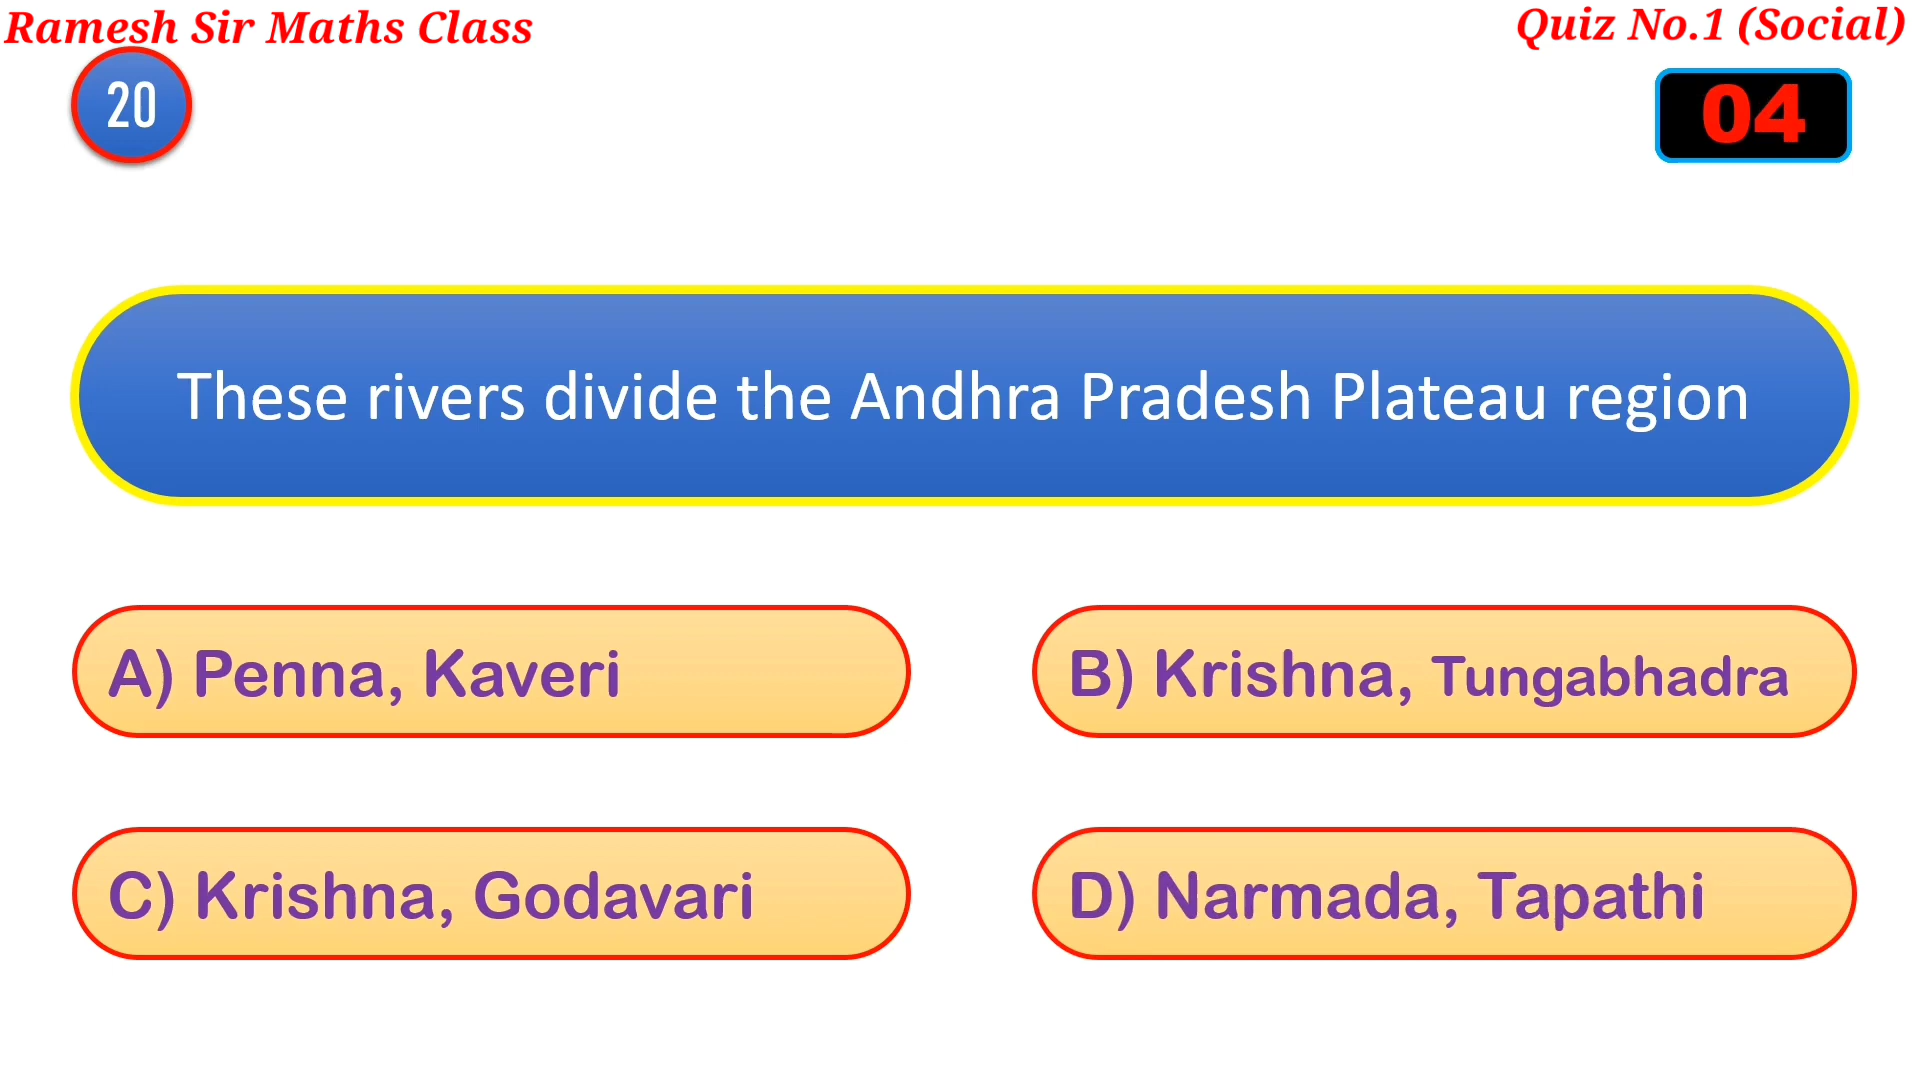 Ramesh Sir Maths Class
Quiz No.1 (Social)
20
04
These rivers divide the Andhra Pradesh Plateau region
A) Penna, Kaveri
B) Krishna, Tungabhadra
C) Krishna, Godavari
D) Narmada, Tapathi